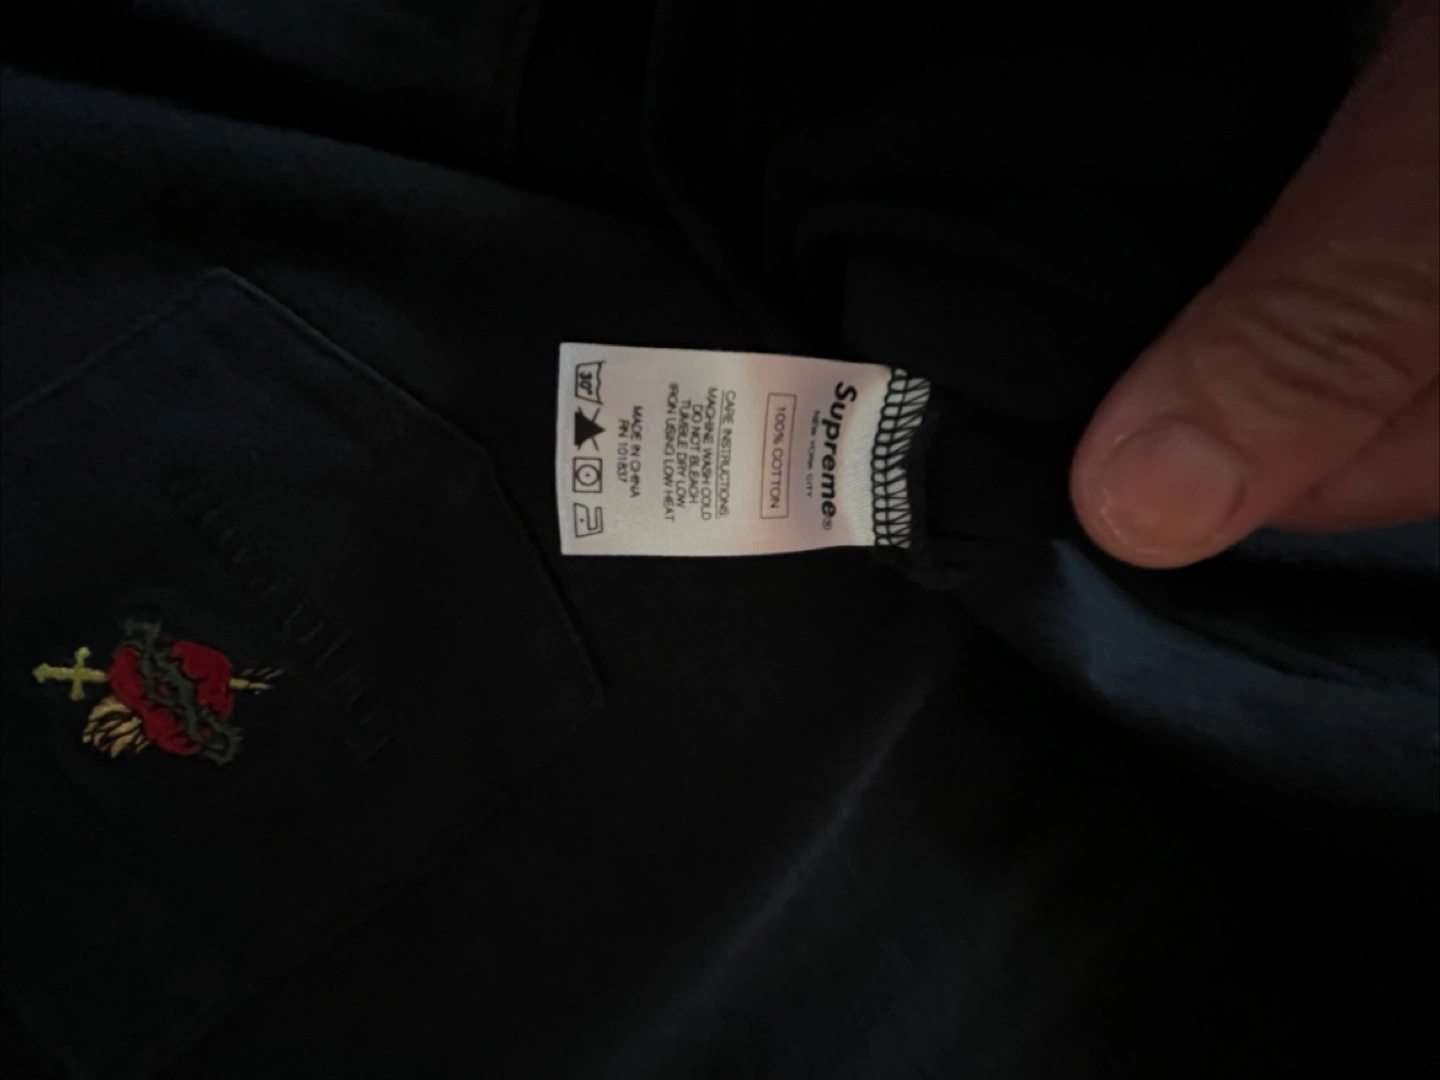 Supreme®
NEW YORK CITY
100% COTTON
CARE INSTRUCTIONS
MACHINE WASH COLD
DO NOT BLEACH
TUMBLE DRY LOW
IRON USING LOW HEAT
MADE IN CHINA
RN 101837
30°